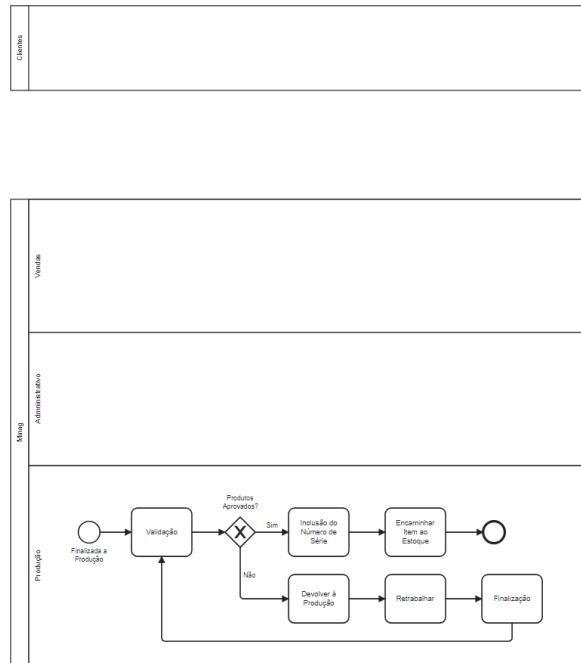 Clientes
Minag
Vendas
Administrativo
Produção
Finalizada a
Produção
Validação
Produtos
Aprovados?
Sim
Não
Inclusão do
Número de
Série
Encaminhar
Item ao
Estoque
Devolver à
Produção
Retrabalhar
Finalização